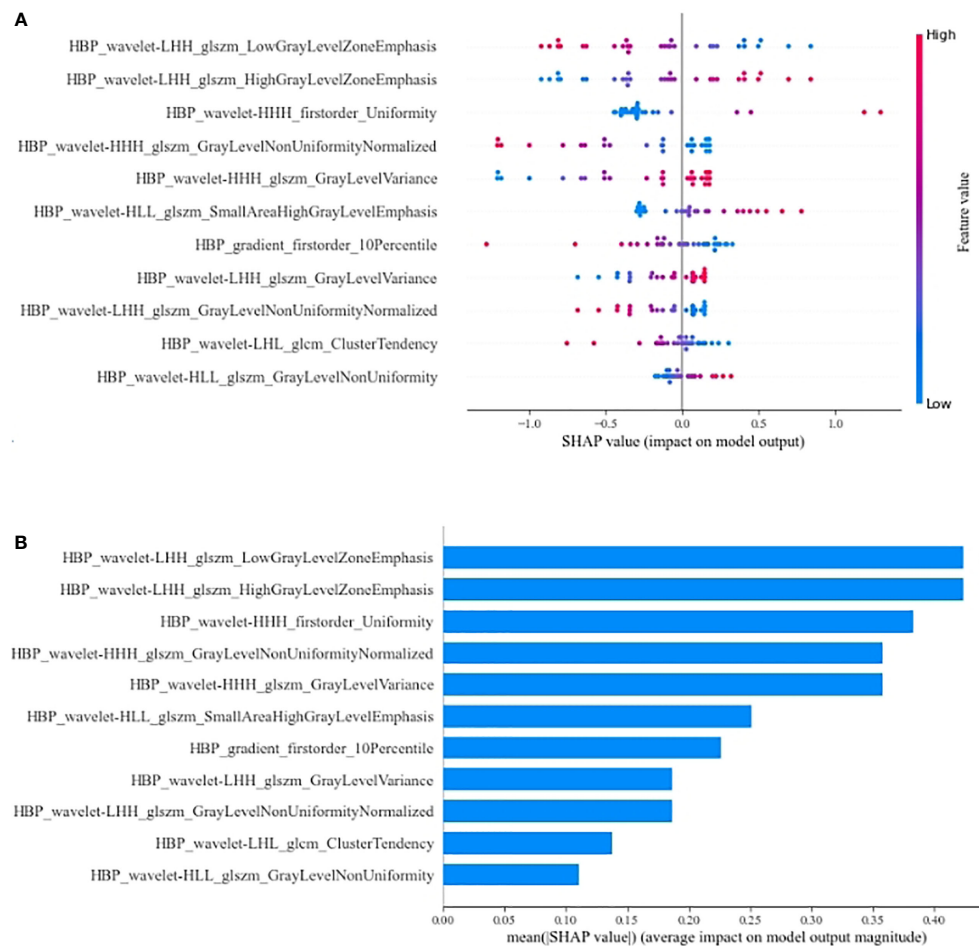 A
HBP_wavelet-LHH_glszm_LowGrayLevelZoneEmphasis
HBP_wavelet-LHH_glszm_HighGrayLevelZoneEmphasis
HBP_wavelet-HHH_firstorder_Uniformity
HBP_wavelet-HHH_glszm_GrayLevelNonUniformityNormalized
HBP_wavelet-HHH_glszm_GrayLevelVariance
HBP_wavelet-HLL_glszm_SmallAreaHighGrayLevelEmphasis
HBP_gradient_firstorder_10Percentile
HBP_wavelet-LHH_glszm_GrayLevelVariance
HBP_wavelet-LHH_glszm_GrayLevelNonUniformityNormalized
HBP_wavelet-LHL_glcm_ClusterTendency
HBP_wavelet-HLL_glszm_GrayLevelNonUniformity
−1.0 −0.5 0.0 0.5 1.0
SHAP value (impact on model output)
High
Feature value
Low
B
HBP_wavelet-LHH_glszm_LowGrayLevelZoneEmphasis
HBP_wavelet-LHH_glszm_HighGrayLevelZoneEmphasis
HBP_wavelet-HHH_firstorder_Uniformity
HBP_wavelet-HHH_glszm_GrayLevelNonUniformityNormalized
HBP_wavelet-HHH_glszm_GrayLevelVariance
HBP_wavelet-HLL_glszm_SmallAreaHighGrayLevelEmphasis
HBP_gradient_firstorder_10Percentile
HBP_wavelet-LHH_glszm_GrayLevelVariance
HBP_wavelet-LHH_glszm_GrayLevelNonUniformityNormalized
HBP_wavelet-LHL_glcm_ClusterTendency
HBP_wavelet-HLL_glszm_GrayLevelNonUniformity
0.00 0.05 0.10 0.15 0.20 0.25 0.30 0.35 0.40
mean(|SHAP value|) (average impact on model output magnitude)